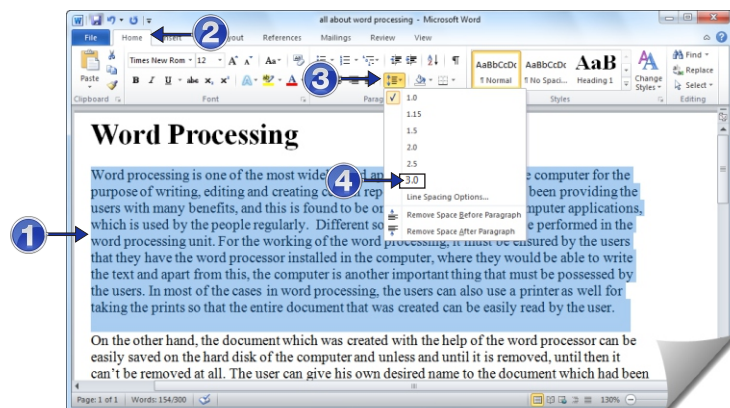 all about word processing - Microsoft Word
File Home Insert out References Mailings Review View
2
Paste
Clipboard
Times New Rom 12 A A Aa
B I U abc x, x² A A
Font
3
Parag
AaBbCcDc AaBbCcDc AaB
¶ Normal ¶ No Spaci... Heading 1
Change
Styles
Styles
Find
Replace
Select
Editing
1.0
1.15
1.5
2.0
2.5
4
3.0
Line Spacing Options...
Remove Space Before Paragraph
Remove Space After Paragraph
Word Processing
1
Word processing is one of the most wide e computer for the
purpose of writing, editing and creating rep been providing the
users with many benefits, and this is found to be or mputer applications,
which is used by the people regularly. Different so e performed in the
word processing unit. For the working of the word processing, it must be ensured by the users
that they have the word processor installed in the computer, where they would be able to write
the text and apart from this, the computer is another important thing that must be possessed by
the users. In most of the cases in word processing, the users can also use a printer as well for
taking the prints so that the entire document that was created can be easily read by the user.
On the other hand, the document which was created with the help of the word processor can be
easily saved on the hard disk of the computer and unless and until it is removed, until then it
can't be removed at all. The user can give his own desired name to the document which had been
Page: 1 of 1 Words: 154/300 130%